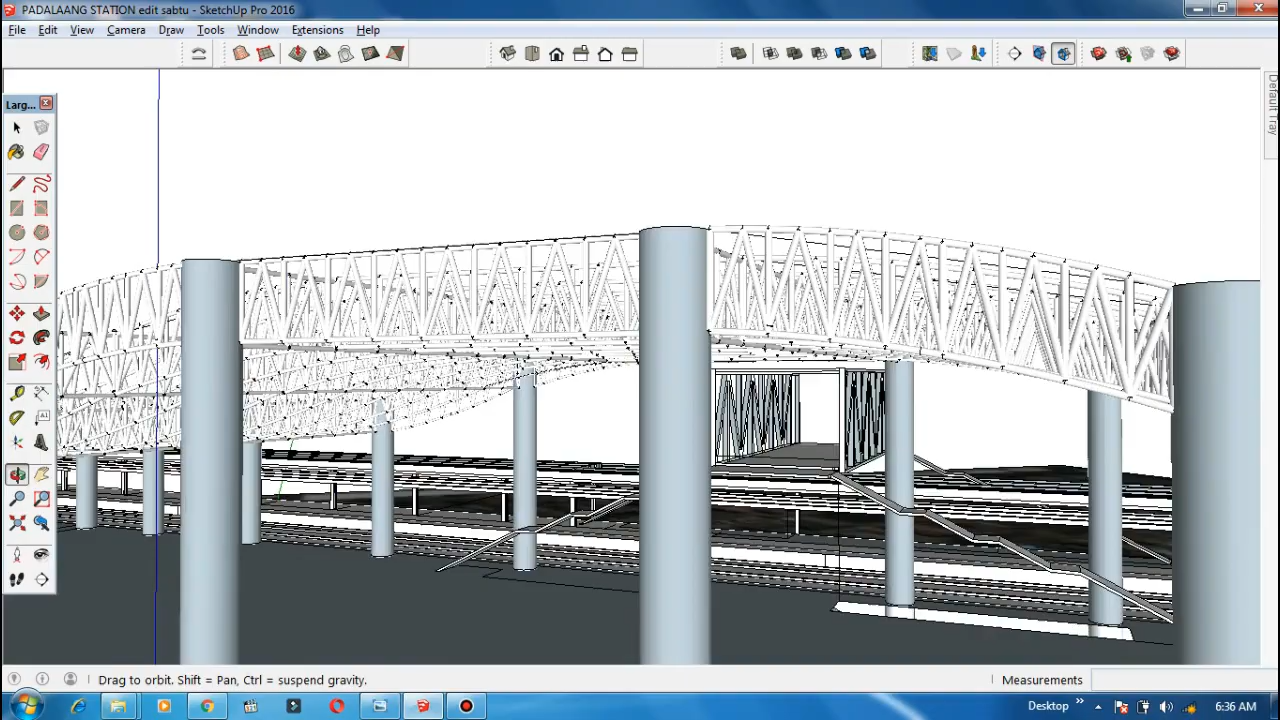 PADALAANG STATION edit sabtu - SketchUp Pro 2016
File Edit View Camera Draw Tools Window Extensions Help
Default Tray
Larg...
Drag to orbit. Shift = Pan, Ctrl = suspend gravity.
Measurements
Desktop
6:36 AM